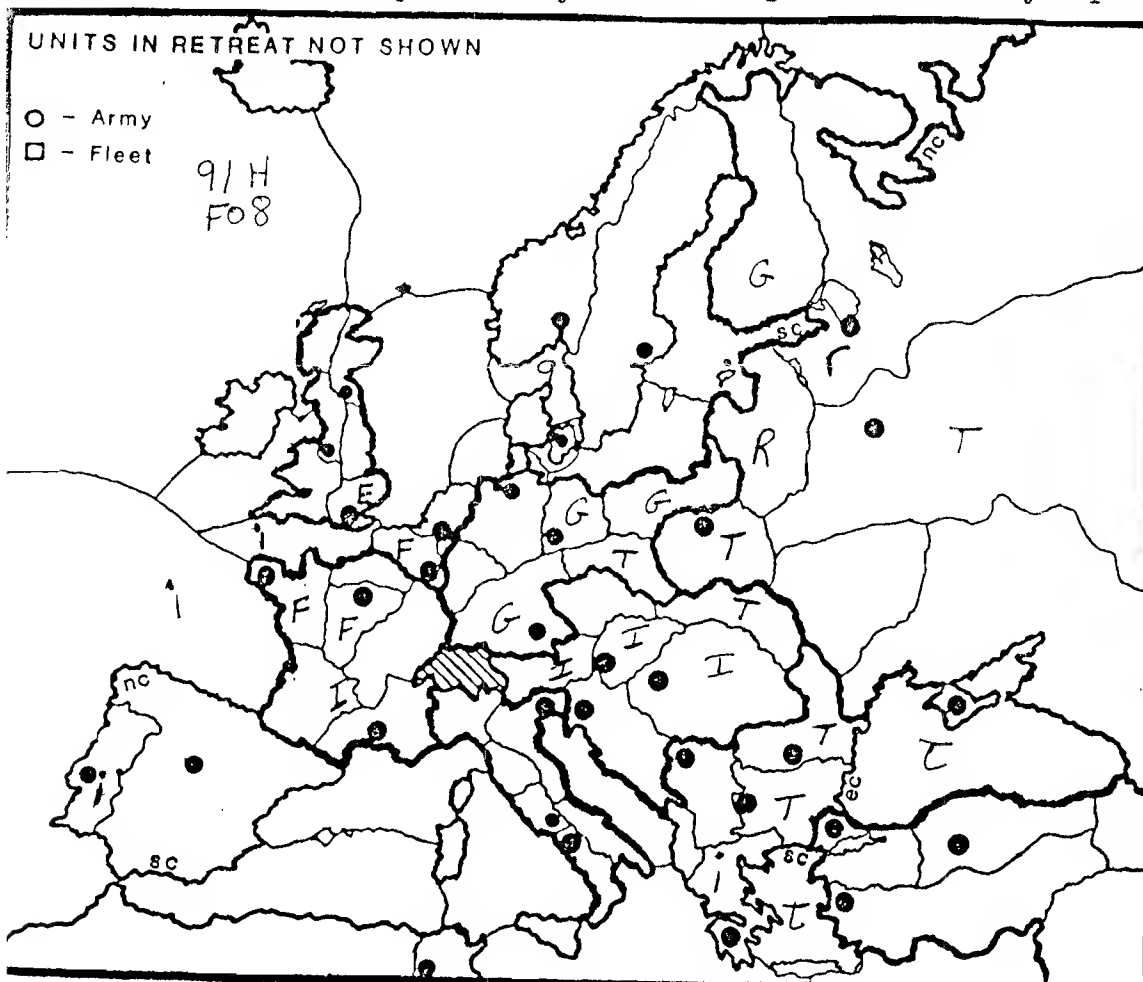 UNITS IN RETREAT NOT SHOWN
O - Army
□ - Fleet
91 H
F08
nc
G
sc
r
T
R
E
G
G
F
T
T
i
F
F
G
T
I
I
I
I
nc
T
t
i
ec
T
sc
i
t
sc